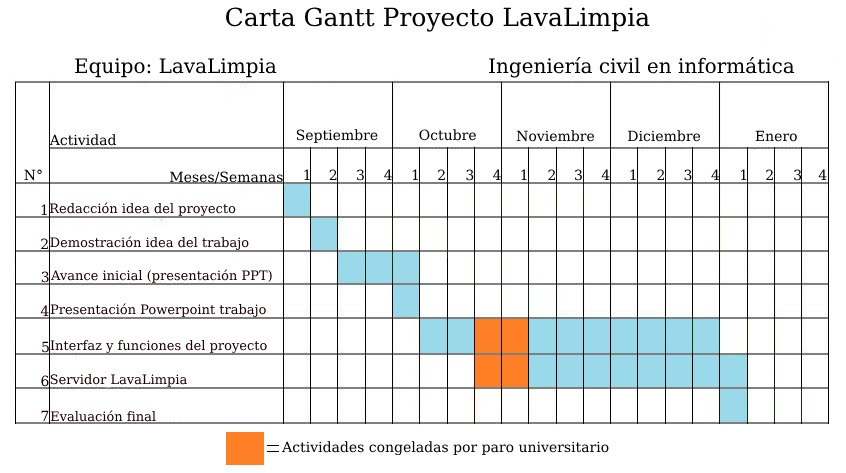 Carta Gantt Proyecto LavaLimpia
Equipo: LavaLimpia Ingeniería civil en informática
Actividad Septiembre Octubre Noviembre Diciembre Enero
N° Meses/Semanas 1 2 3 4 1 2 3 4 1 2 3 4 1 2 3 4 1 2 3 4
1 Redacción idea del proyecto
2 Demostración idea del trabajo
3 Avance inicial (presentación PPT)
4 Presentación Powerpoint trabajo
5 Interfaz y funciones del proyecto
6 Servidor LavaLimpia
7 Evaluación final
= Actividades congeladas por paro universitario